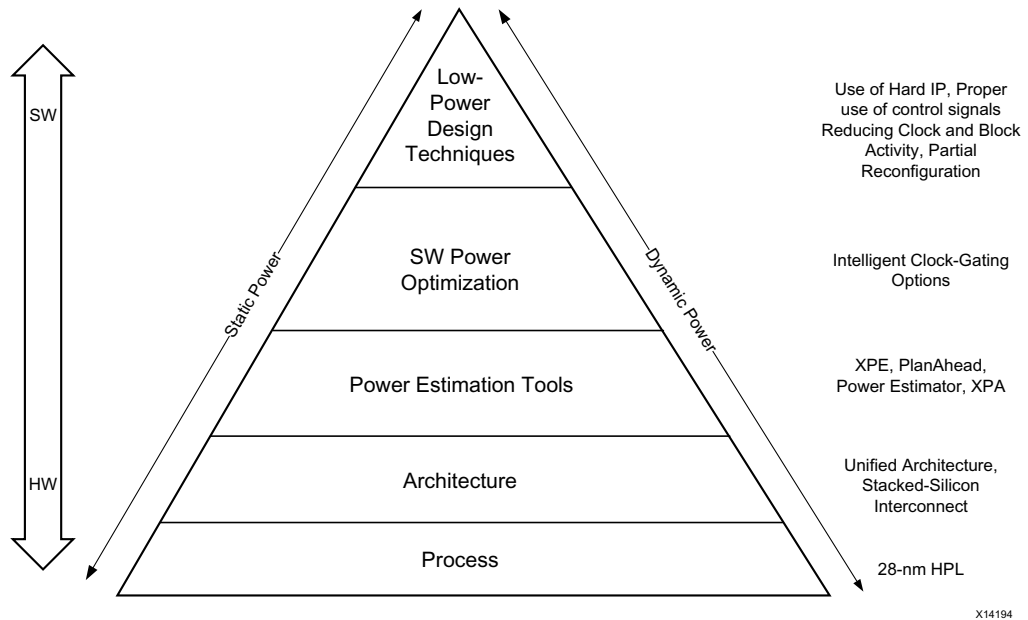 SW
HW
Static Power
Low-
Power
Design
Techniques
SW Power
Optimization
Power Estimation Tools
Architecture
Process
Dynamic Power
Use of Hard IP, Proper
use of control signals
Reducing Clock and Block
Activity, Partial
Reconfiguration
Intelligent Clock-Gating
Options
XPE, PlanAhead,
Power Estimator, XPA
Unified Architecture,
Stacked-Silicon
Interconnect
28-nm HPL
X14194